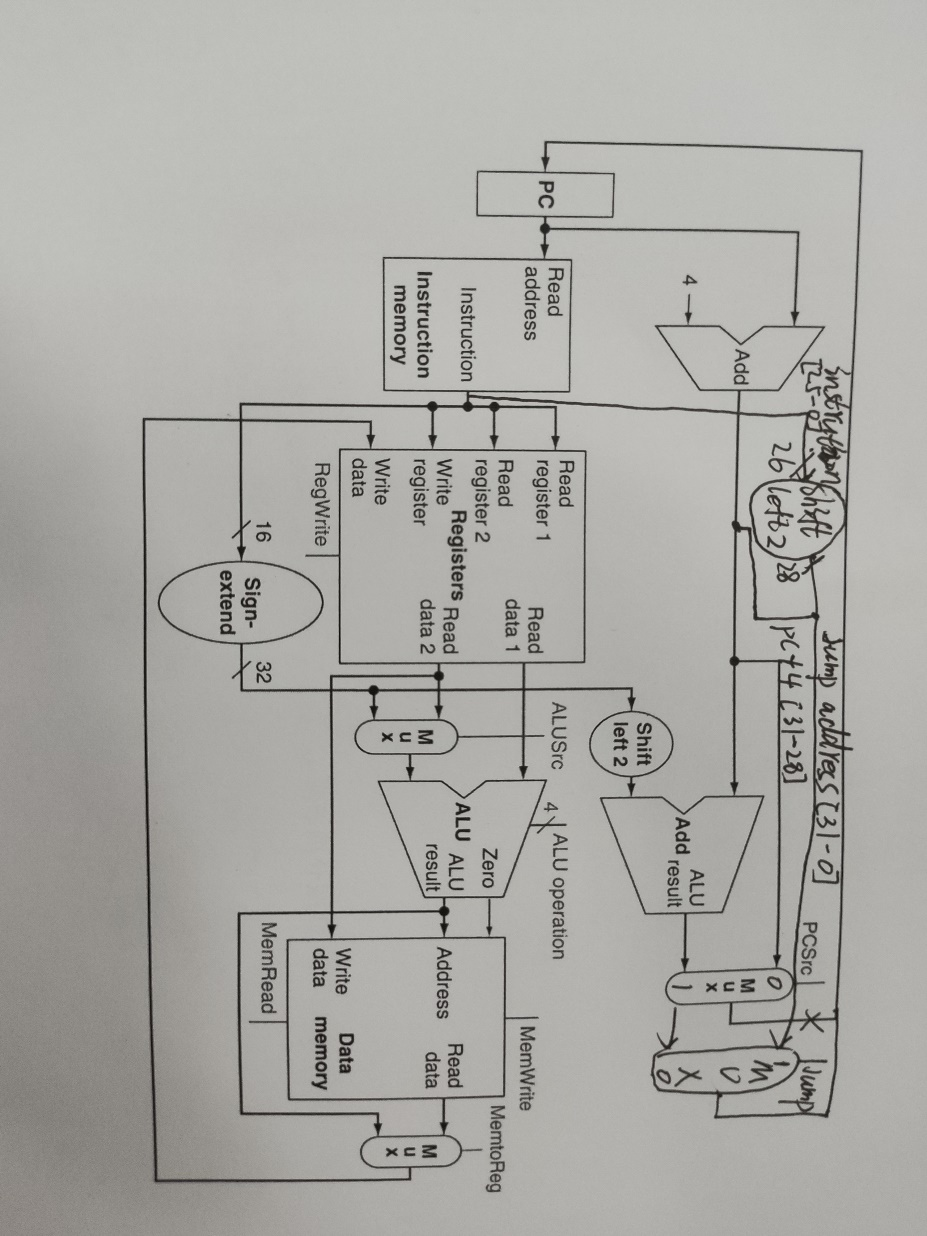 instruction
[25-0]
26
Shift
left 2
28
Jump address [31-0]
PC+4 [31-28]
PCSrc
X
Jump
Add
4
Add
ALU
result
0
M
u
x
1
1
M
U
X
0
Shift
left 2
PC
Read
address
Instruction
Instruction
memory
Read
register 1
Read
register 2
Write
register
Write
data
Registers
Read
data 1
Read
data 2
RegWrite
ALUSrc
M
u
x
4
ALU operation
Zero
ALU
ALU
result
MemWrite
Address
Read
data
Write
data
Data
memory
MemRead
MemtoReg
M
u
x
16
Sign-
extend
32